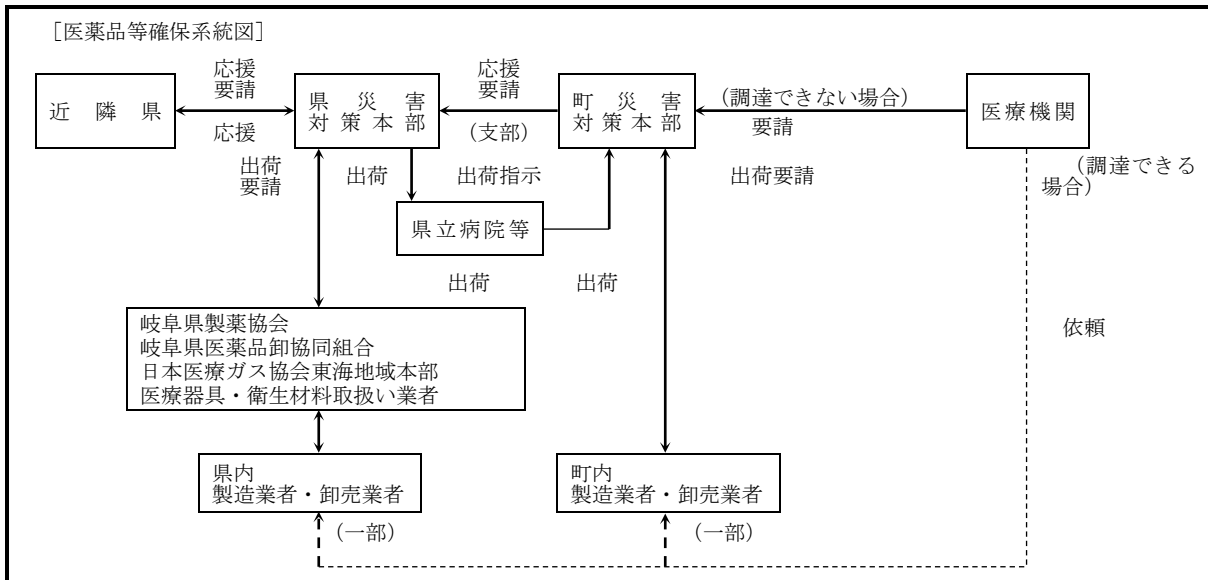 ［医薬品等確保系統図］
応援
要請
応援
要請
近隣県
県災害
対策本部
町災害
対策本部
(調達できない場合)
医療機関
応援
(支部)
要請
出荷
要請
出荷
出荷指示
出荷要請
(調達できる
場合)
県立病院等
出荷
出荷
岐阜県製薬協会
岐阜県医薬品卸協同組合
日本医療ガス協会東海地域本部
医療器具・衛生材料取扱い業者
依頼
県内
製造業者・卸売業者
町内
製造業者・卸売業者
(一部)
(一部)